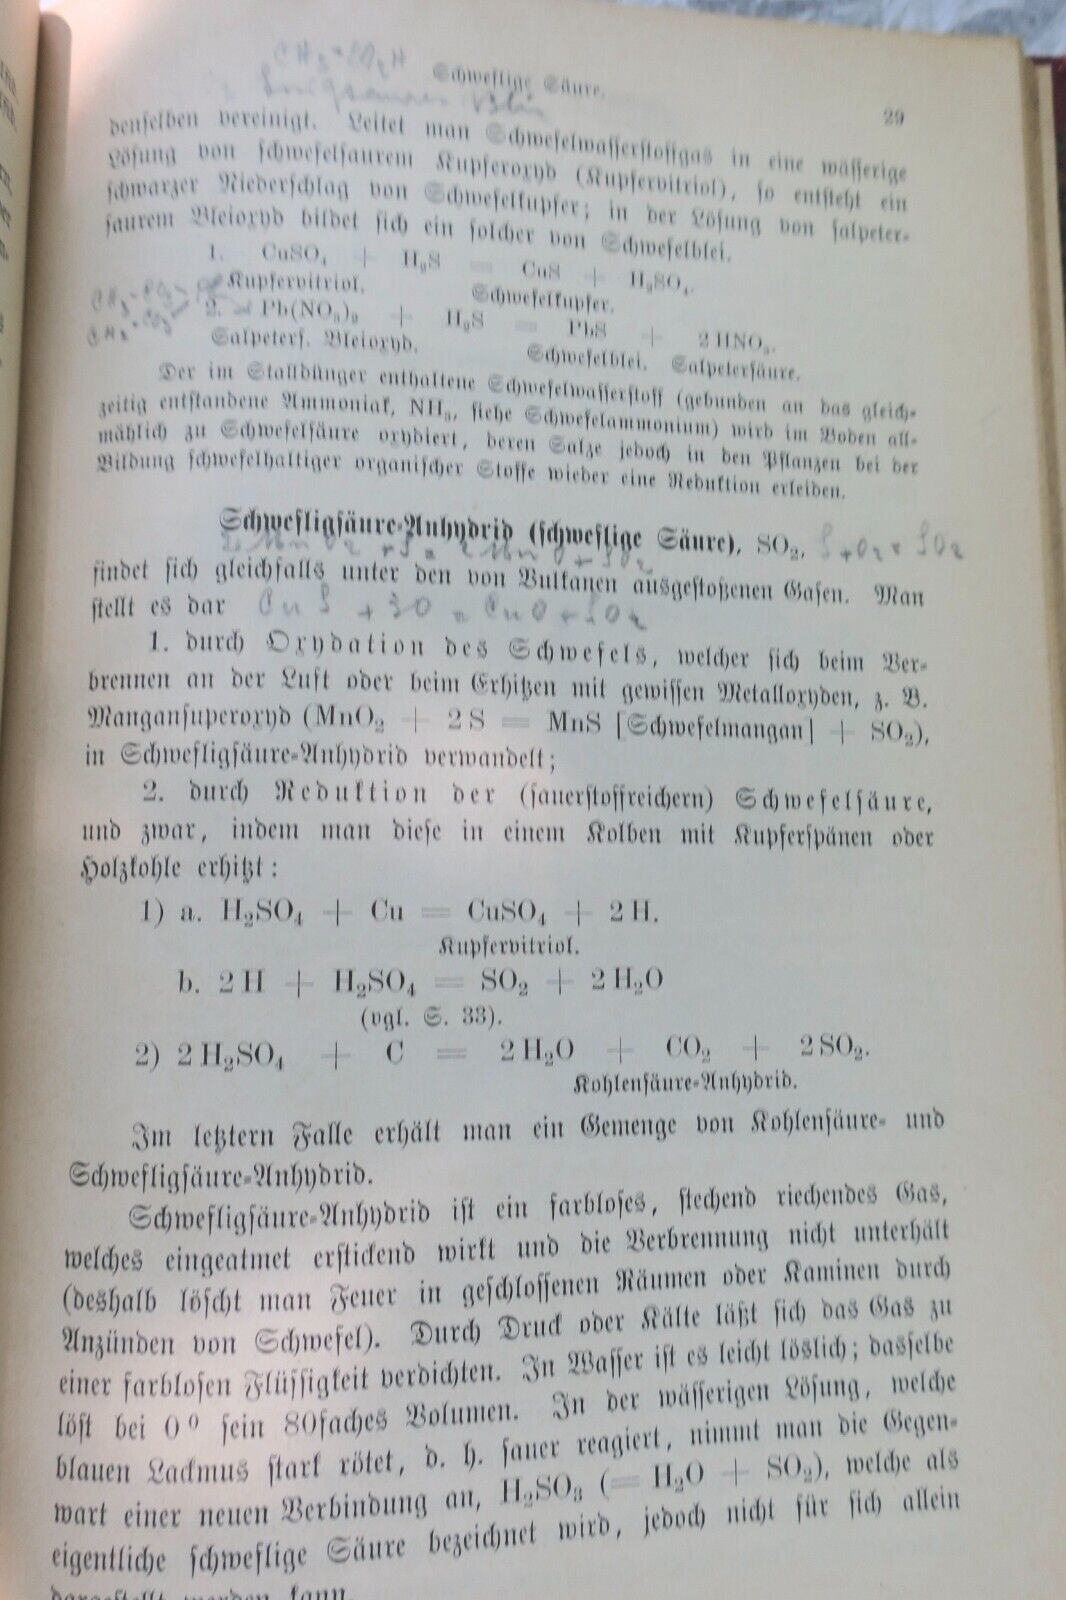 CH3-CO2H
Schweflige Säure.
29
denselben vereinigt. Leitet man Schwefelwasserstoffgas in eine wässerige
Lösung von schwefelsaurem Kupferoxyd (Kupfervitriol), so entsteht ein
schwarzer Niederschlag von Schwefelkupfer; in der Lösung von salpeter-
saurem Bleioxyd bildet sich ein solcher von Schwefelblei.
1. CuSO4 + H2S = CuS + H2SO4.
Kupfervitriol. Schwefelkupfer.
2. Pb(NO3)2 + H2S = PbS + 2 HNO3.
Salpeters. Bleioxyd. Schwefelblei. Salpetersäure.
Der im Stalldünger enthaltene Schwefelwasserstoff (gebunden an das gleich-
zeitig entstandene Ammoniak, NH3, siehe Schwefelammonium) wird im Boden all-
mählich zu Schwefelsäure oxydiert, deren Salze jedoch in den Pflanzen bei der
Bildung schwefelhaltiger organischer Stoffe wieder eine Reduktion erleiden.
Schwefligsäure-Anhydrid (schweflige Säure), SO2, S+O2=SO2
2MnO2+S=2MnO+SO2
findet sich gleichfalls unter den von Vulkanen ausgestoßenen Gasen. Man
stellt es dar CuS+3O=CuO+SO2
1. durch Oxydation des Schwefels, welcher sich beim Ver-
brennen an der Luft oder beim Erhitzen mit gewissen Metalloxyden, z. B.
Mangansuperoxyd (MnO2 + 2 S = MnS [Schwefelmangan] + SO2),
in Schwefligsäure-Anhydrid verwandelt;
2. durch Reduktion der (sauerstoffreichern) Schwefelsäure,
und zwar, indem man diese in einem Kolben mit Kupferspänen oder
Holzkohle erhitzt:
1) a. H2SO4 + Cu = CuSO4 + 2 H.
Kupfervitriol.
b. 2 H + H2SO4 = SO2 + 2 H2O
(vgl. S. 33).
2) 2 H2SO4 + C = 2 H2O + CO2 + 2 SO2.
Kohlensäure-Anhydrid.
Im letztern Falle erhält man ein Gemenge von Kohlensäure- und
Schwefligsäure-Anhydrid.
Schwefligsäure-Anhydrid ist ein farbloses, stechend riechendes Gas,
welches eingeatmet erstickend wirkt und die Verbrennung nicht unterhält
(deshalb löscht man Feuer in geschlossenen Räumen oder Kaminen durch
Anzünden von Schwefel). Durch Druck oder Kälte läßt sich das Gas zu
einer farblosen Flüssigkeit verdichten. In Wasser ist es leicht löslich; dasselbe
löst bei 0⁰ sein 80faches Volumen. In der wässerigen Lösung, welche
blauen Lackmus stark rötet, d. h. sauer reagiert, nimmt man die Gegen-
wart einer neuen Verbindung an, H2SO3 (= H2O + SO2), welche als
eigentliche schweflige Säure bezeichnet wird, jedoch nicht für sich allein
dargestellt werden kann.